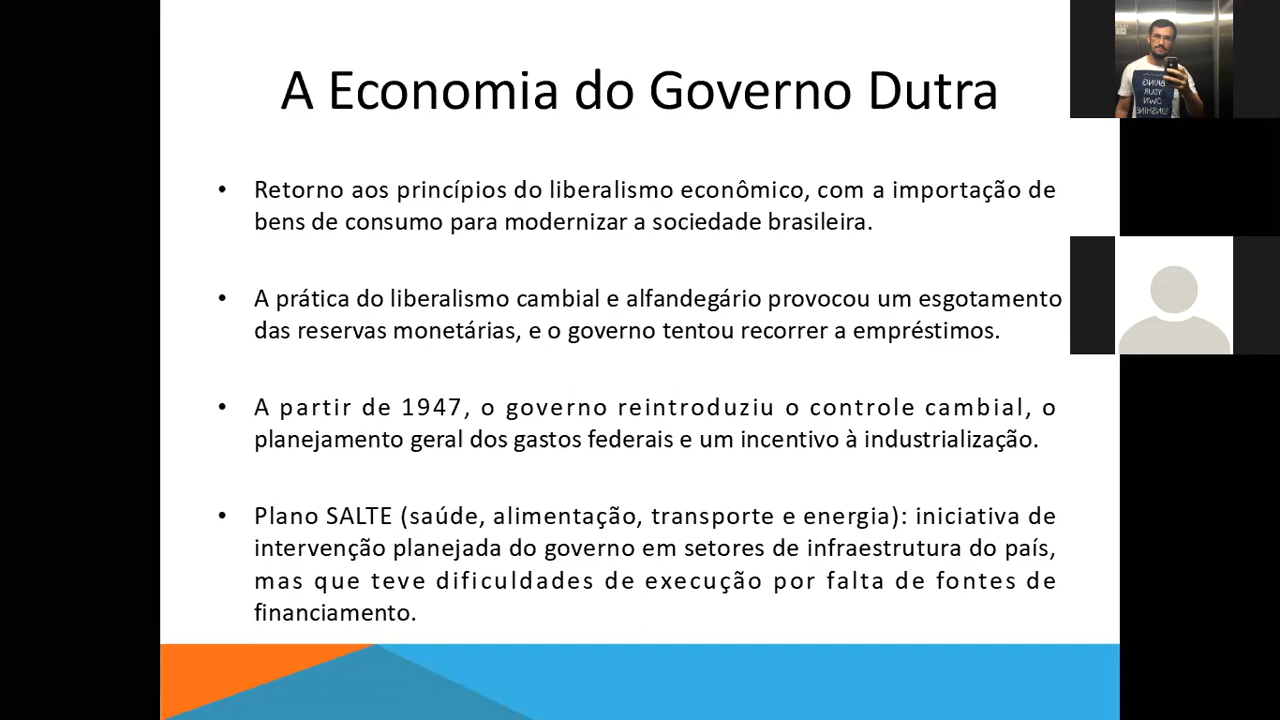 A Economia do Governo Dutra
• Retorno aos princípios do liberalismo econômico, com a importação de
bens de consumo para modernizar a sociedade brasileira.
• A prática do liberalismo cambial e alfandegário provocou um esgotamento
das reservas monetárias, e o governo tentou recorrer a empréstimos.
• A partir de 1947, o governo reintroduziu o controle cambial, o
planejamento geral dos gastos federais e um incentivo à industrialização.
• Plano SALTE (saúde, alimentação, transporte e energia): iniciativa de
intervenção planejada do governo em setores de infraestrutura do país,
mas que teve dificuldades de execução por falta de fontes de
financiamento.
YOUR
OWN
SUNSHINE